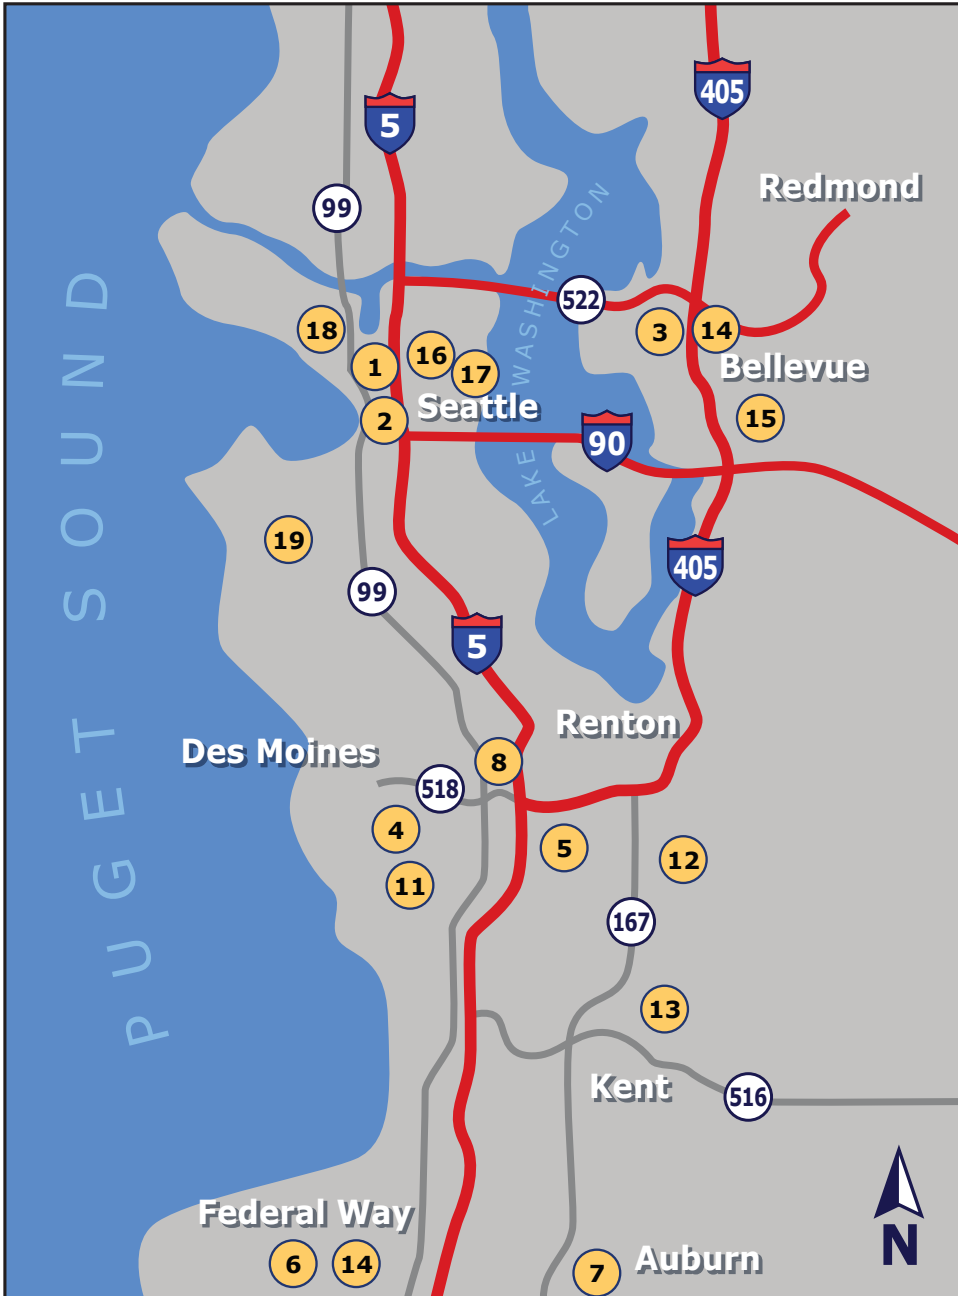 405
5
Redmond
99
LAKE WASHINGTON
522
18
3
14
1
16
17
Bellevue
Seattle
2
15
90
PUGET SOUND
19
405
99
5
Renton
Des Moines
8
518
4
5
12
11
167
13
Kent
516
Federal Way
N
6
14
7
Auburn